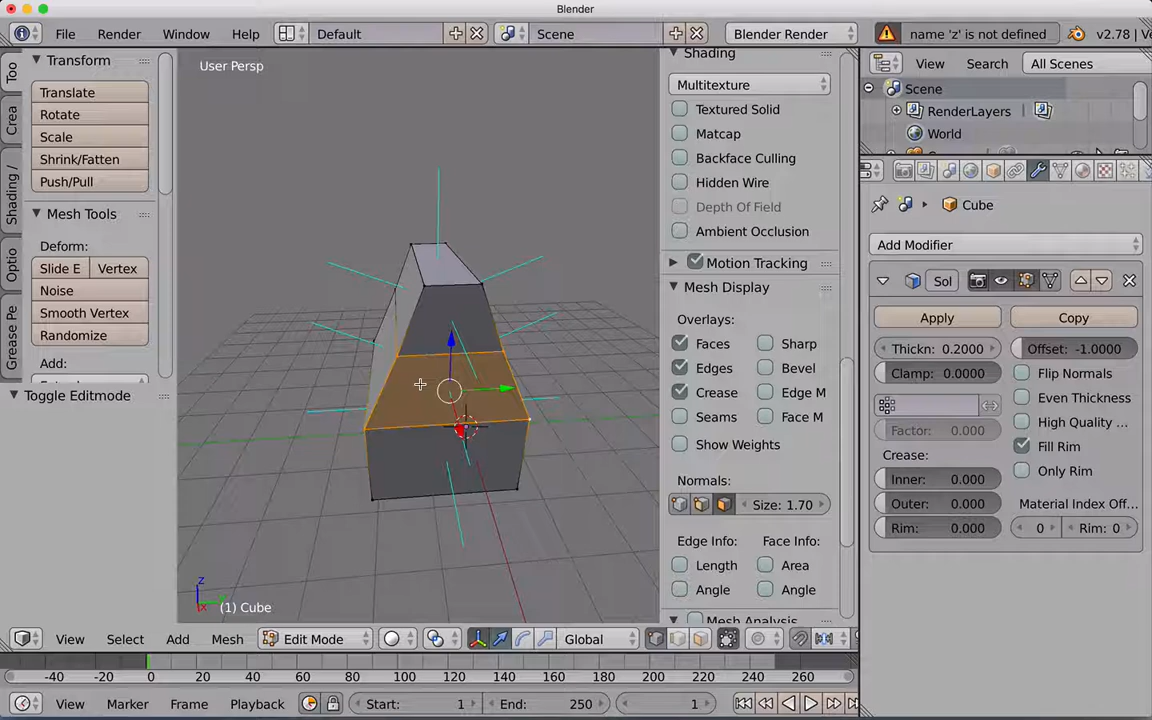 Blender
File Render Window Help Default Scene Blender Render name 'z' is not defined v2.78
Transform
Translate
Rotate
Scale
Shrink/Fatten
Push/Pull
Mesh Tools
Deform:
Slide E Vertex
Noise
Smooth Vertex
Randomize
Add:
Toggle Editmode
Too
Crea
Shading /
Optio
Grease Pe
User Persp
z
(1) Cube
Shading
Multitexture
Textured Solid
Matcap
Backface Culling
Hidden Wire
Depth Of Field
Ambient Occlusion
Motion Tracking
Mesh Display
Overlays:
Faces Sharp
Edges Bevel
Crease Edge M
Seams Face M
Show Weights
Normals:
Size: 1.70
Edge Info: Face Info:
Length Area
Angle Angle
Mesh Analysis
View Search All Scenes
Scene
RenderLayers
World
Cube
Add Modifier
Sol
Apply Copy
Thickn: 0.2000 Offset: -1.0000
Clamp: 0.0000 Flip Normals
Even Thickness
Factor: 0.000 High Quality ...
Crease: Fill Rim
Inner: 0.000 Only Rim
Outer: 0.000 Material Index Off...
Rim: 0.000 0 Rim: 0
View Select Add Mesh Edit Mode Global
-40 -20 0 20 40 60 80 100 120 140 160 180 200 220 240 260
View Marker Frame Playback Start: 1 End: 250 1